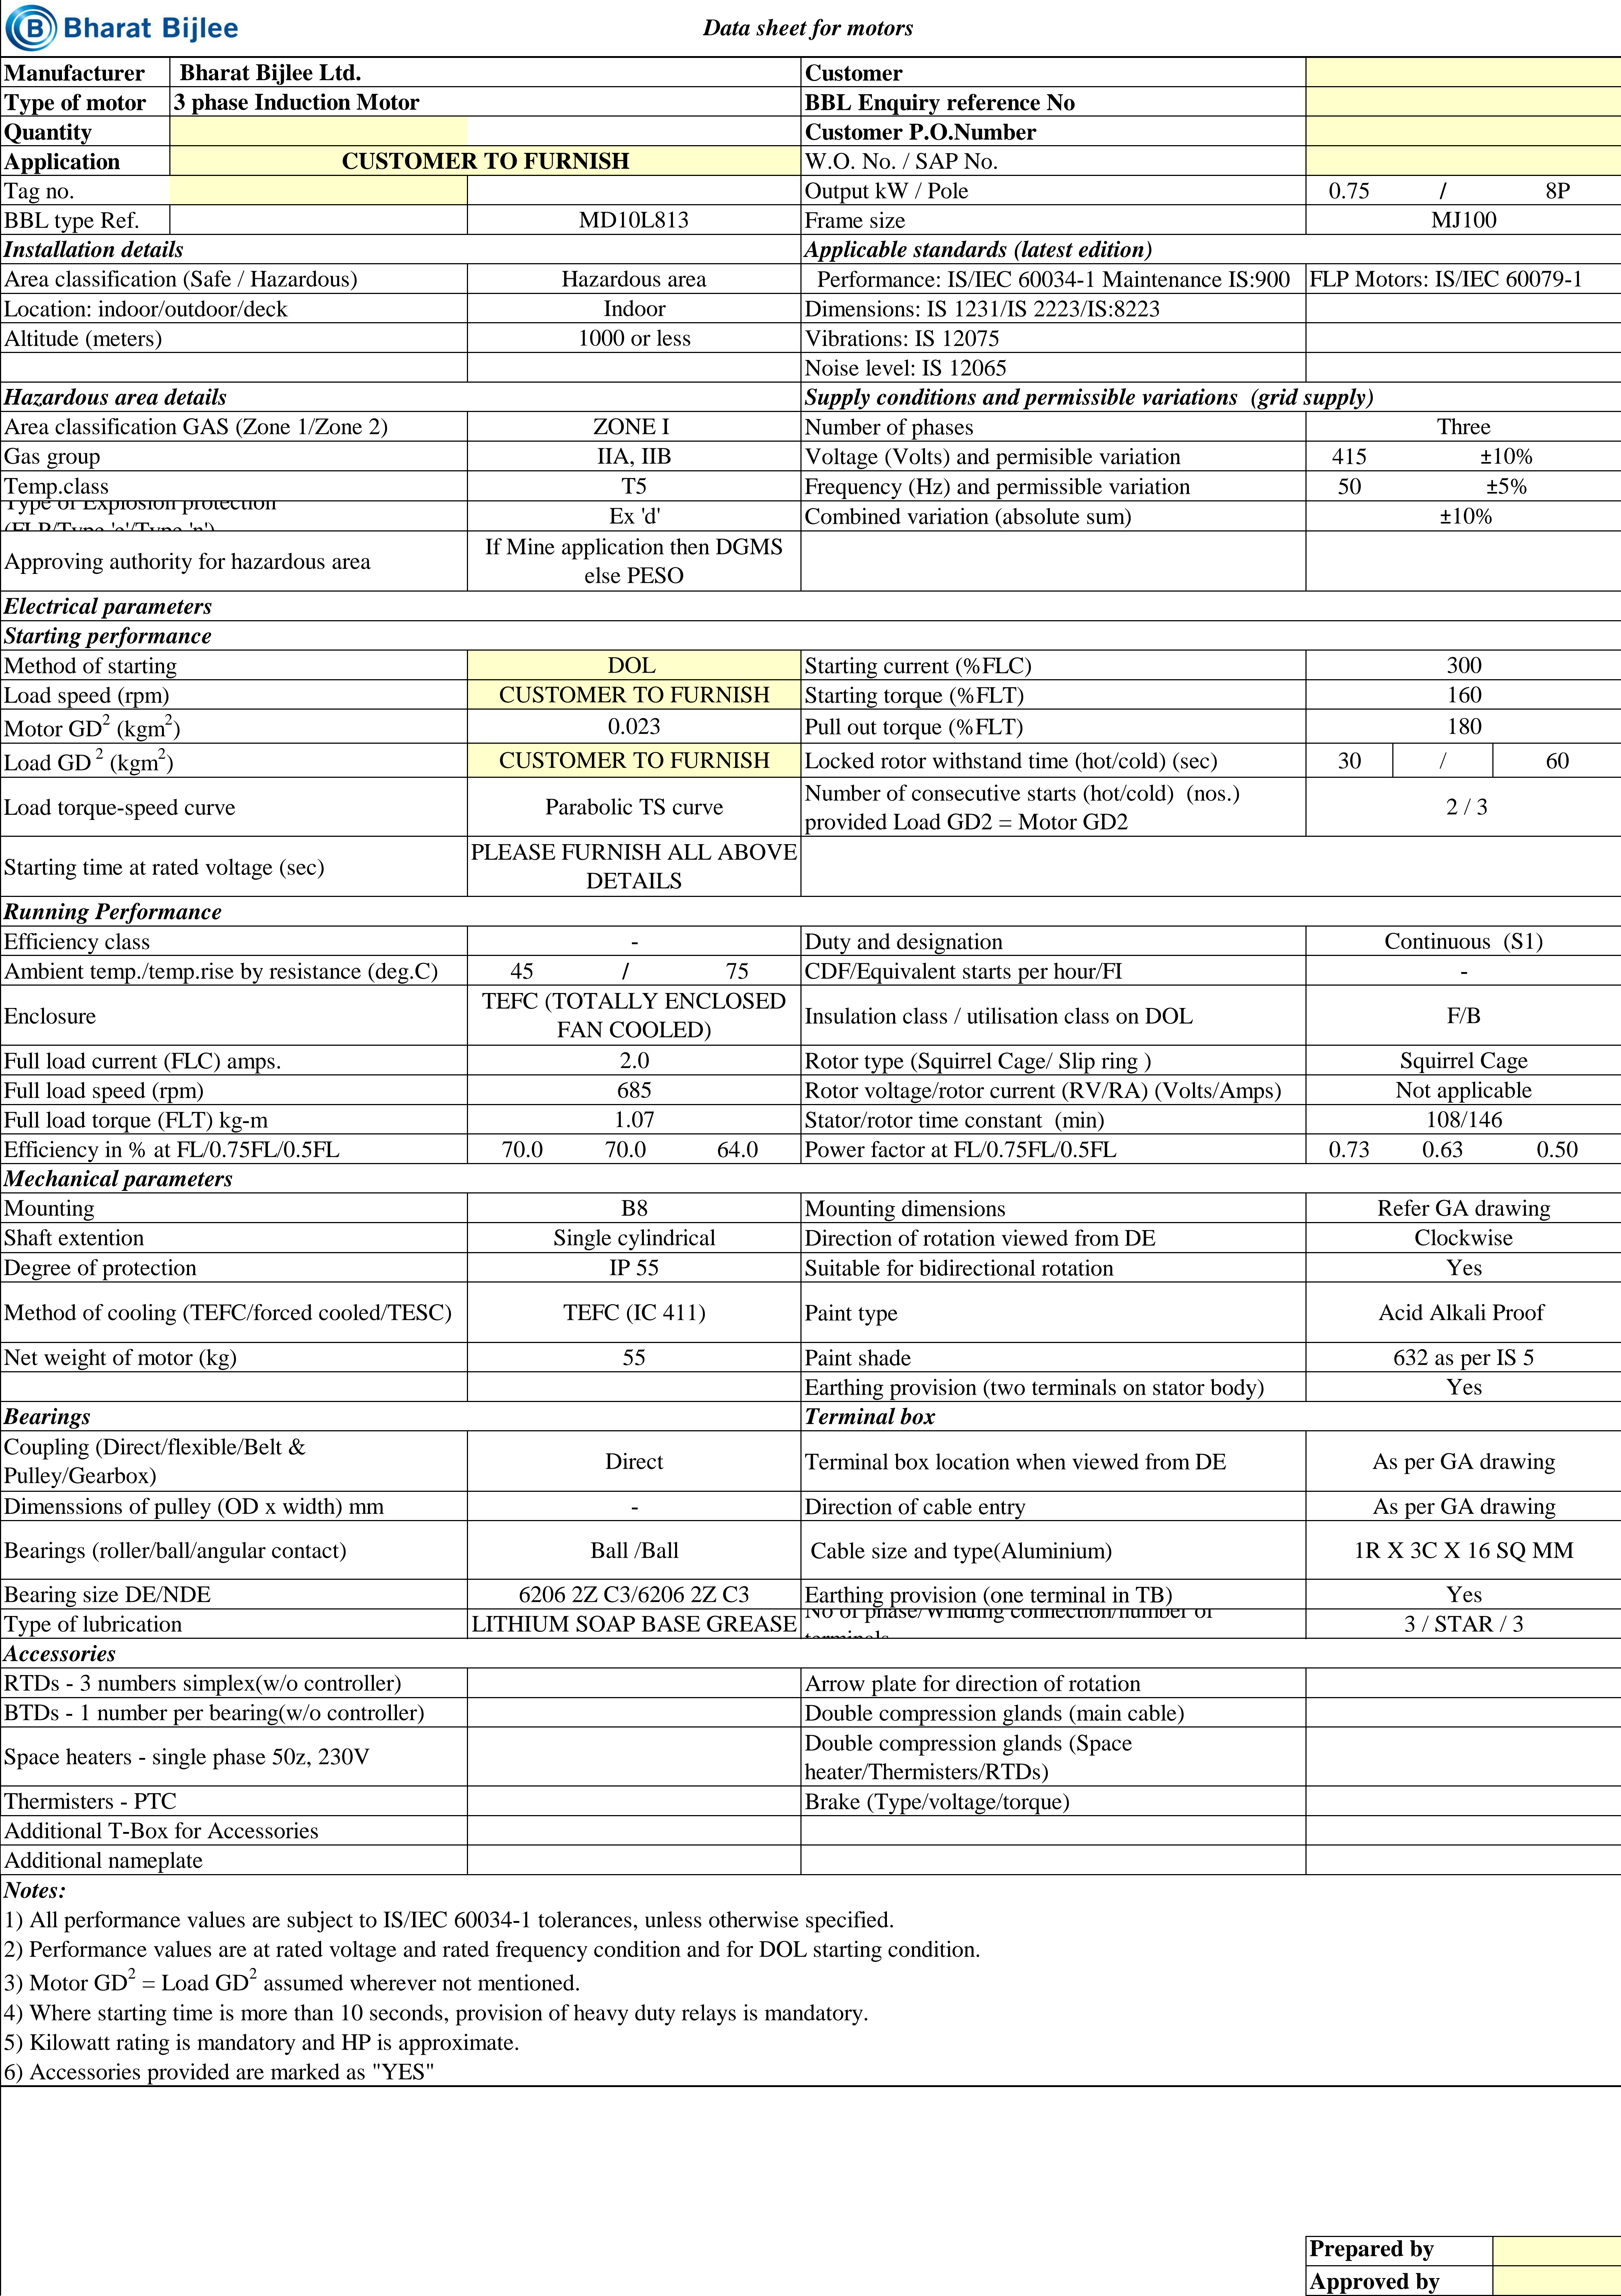 B Bharat Bijlee
Data sheet for motors
Manufacturer Bharat Bijlee Ltd. Customer
Type of motor 3 phase Induction Motor BBL Enquiry reference No
Quantity Customer P.O.Number
Application CUSTOMER TO FURNISH W.O. No. / SAP No.
Tag no. Output kW / Pole 0.75 / 8P
BBL type Ref. MD10L813 Frame size MJ100
Installation details Applicable standards (latest edition)
Area classification (Safe / Hazardous) Hazardous area Performance: IS/IEC 60034-1 Maintenance IS:900 FLP Motors: IS/IEC 60079-1
Location: indoor/outdoor/deck Indoor Dimensions: IS 1231/IS 2223/IS:8223
Altitude (meters) 1000 or less Vibrations: IS 12075
Noise level: IS 12065
Hazardous area details Supply conditions and permissible variations (grid supply)
Area classification GAS (Zone 1/Zone 2) ZONE I Number of phases Three
Gas group IIA, IIB Voltage (Volts) and permisible variation 415 ±10%
Temp.class T5 Frequency (Hz) and permissible variation 50 ±5%
Type of Explosion protection
(FLP/Type 'e'/Type 'n') Ex 'd' Combined variation (absolute sum) ±10%
Approving authority for hazardous area If Mine application then DGMS
else PESO
Electrical parameters
Starting performance
Method of starting DOL Starting current (%FLC) 300
Load speed (rpm) CUSTOMER TO FURNISH Starting torque (%FLT) 160
Motor GD2 (kgm2) 0.023 Pull out torque (%FLT) 180
Load GD 2 (kgm2) CUSTOMER TO FURNISH Locked rotor withstand time (hot/cold) (sec) 30 / 60
Load torque-speed curve Parabolic TS curve Number of consecutive starts (hot/cold) (nos.)
provided Load GD2 = Motor GD2 2 / 3
Starting time at rated voltage (sec) PLEASE FURNISH ALL ABOVE
DETAILS
Running Performance
Efficiency class - Duty and designation Continuous (S1)
Ambient temp./temp.rise by resistance (deg.C) 45 / 75 CDF/Equivalent starts per hour/FI -
Enclosure TEFC (TOTALLY ENCLOSED
FAN COOLED) Insulation class / utilisation class on DOL F/B
Full load current (FLC) amps. 2.0 Rotor type (Squirrel Cage/ Slip ring ) Squirrel Cage
Full load speed (rpm) 685 Rotor voltage/rotor current (RV/RA) (Volts/Amps) Not applicable
Full load torque (FLT) kg-m 1.07 Stator/rotor time constant (min) 108/146
Efficiency in % at FL/0.75FL/0.5FL 70.0 70.0 64.0 Power factor at FL/0.75FL/0.5FL 0.73 0.63 0.50
Mechanical parameters
Mounting B8 Mounting dimensions Refer GA drawing
Shaft extention Single cylindrical Direction of rotation viewed from DE Clockwise
Degree of protection IP 55 Suitable for bidirectional rotation Yes
Method of cooling (TEFC/forced cooled/TESC) TEFC (IC 411) Paint type Acid Alkali Proof
Net weight of motor (kg) 55 Paint shade 632 as per IS 5
Earthing provision (two terminals on stator body) Yes
Bearings Terminal box
Coupling (Direct/flexible/Belt &
Pulley/Gearbox) Direct Terminal box location when viewed from DE As per GA drawing
Dimenssions of pulley (OD x width) mm - Direction of cable entry As per GA drawing
Bearings (roller/ball/angular contact) Ball /Ball Cable size and type(Aluminium) 1R X 3C X 16 SQ MM
Bearing size DE/NDE 6206 2Z C3/6206 2Z C3 Earthing provision (one terminal in TB) Yes
Type of lubrication LITHIUM SOAP BASE GREASE No of phase/Winding connection/number of
terminals 3 / STAR / 3
Accessories
RTDs - 3 numbers simplex(w/o controller) Arrow plate for direction of rotation
BTDs - 1 number per bearing(w/o controller) Double compression glands (main cable)
Space heaters - single phase 50z, 230V Double compression glands (Space
heater/Thermisters/RTDs)
Thermisters - PTC Brake (Type/voltage/torque)
Additional T-Box for Accessories
Additional nameplate
Notes:
1) All performance values are subject to IS/IEC 60034-1 tolerances, unless otherwise specified.
2) Performance values are at rated voltage and rated frequency condition and for DOL starting condition.
3) Motor GD2 = Load GD2 assumed wherever not mentioned.
4) Where starting time is more than 10 seconds, provision of heavy duty relays is mandatory.
5) Kilowatt rating is mandatory and HP is approximate.
6) Accessories provided are marked as "YES"
Prepared by
Approved by